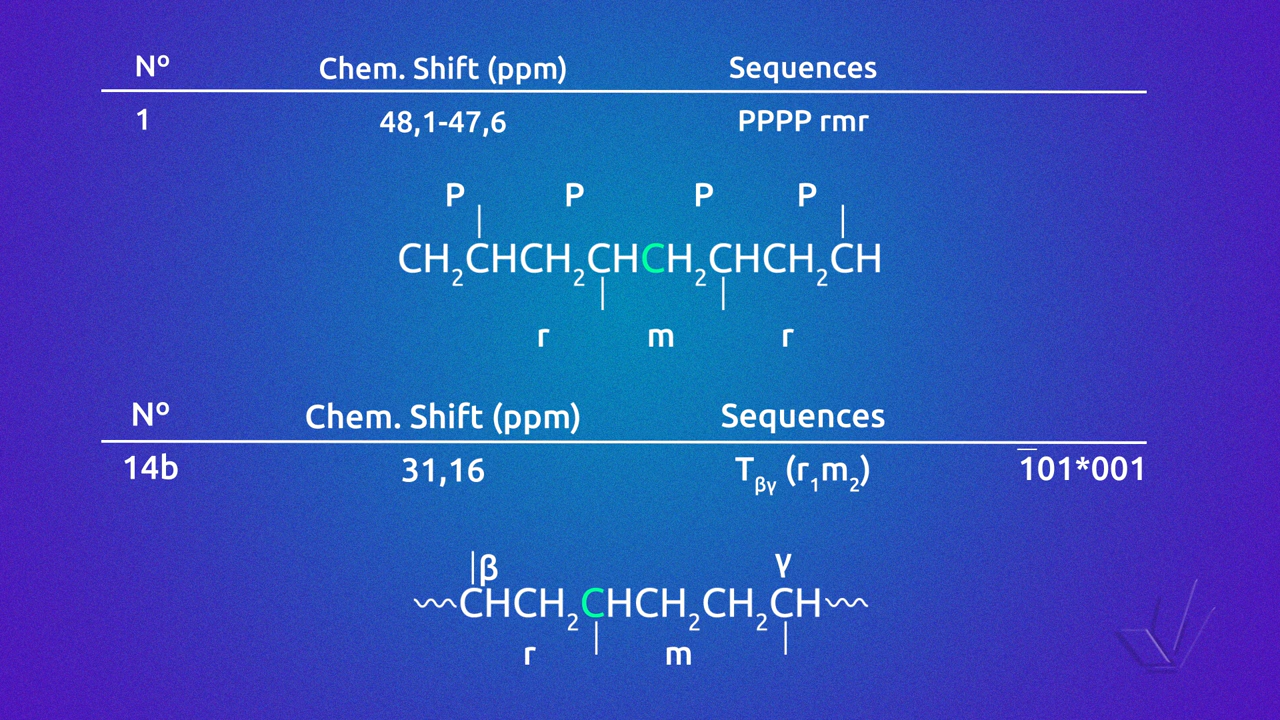 Nº Chem. Shift (ppm) Sequences
1 48,1-47,6 PPPP rmr
P P P P
CH₂CHCH₂CHCH₂CHCH₂CH
r m r
Nº Chem. Shift (ppm) Sequences
14b 31,16 Tᵦᵧ (r₁m₂) 1̅01*001
β γ
CHCH₂CHCH₂CH₂CH
r m